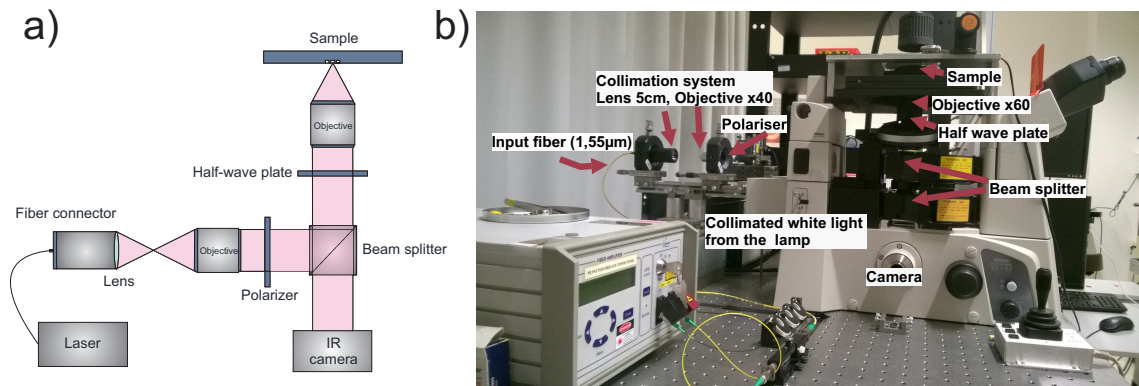 a)
Sample
Objective
Half-wave plate
Fiber connector
Objective
Beam splitter
Lens
Polarizer
Laser
IR
camera
b)
Sample
Collimation system
Lens 5cm, Objective x40
Objective x60
Polariser
Half wave plate
Input fiber (1,55µm)
Beam splitter
Collimated white light
from the lamp
Camera